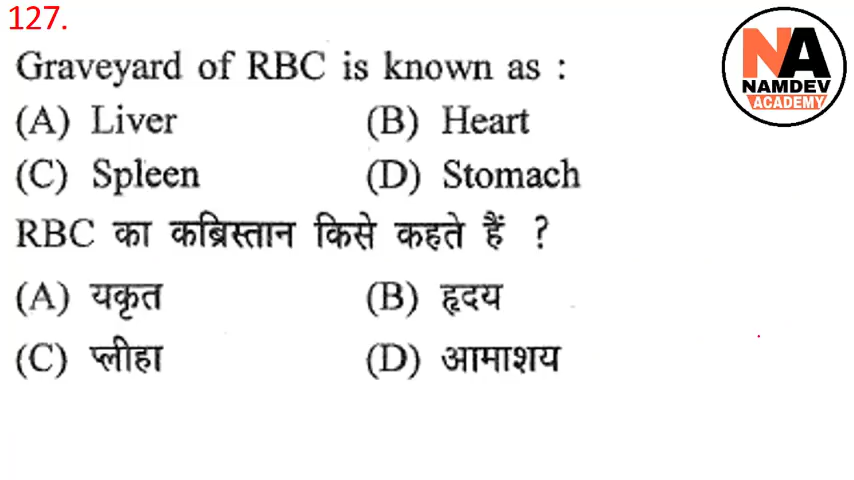 127.
NA
NAMDEV
ACADEMY
Graveyard of RBC is known as :
(A) Liver (B) Heart
(C) Spleen (D) Stomach
RBC का कब्रिस्तान किसे कहते हैं ?
(A) यकृत (B) हृदय
(C) प्लीहा (D) आमाशय